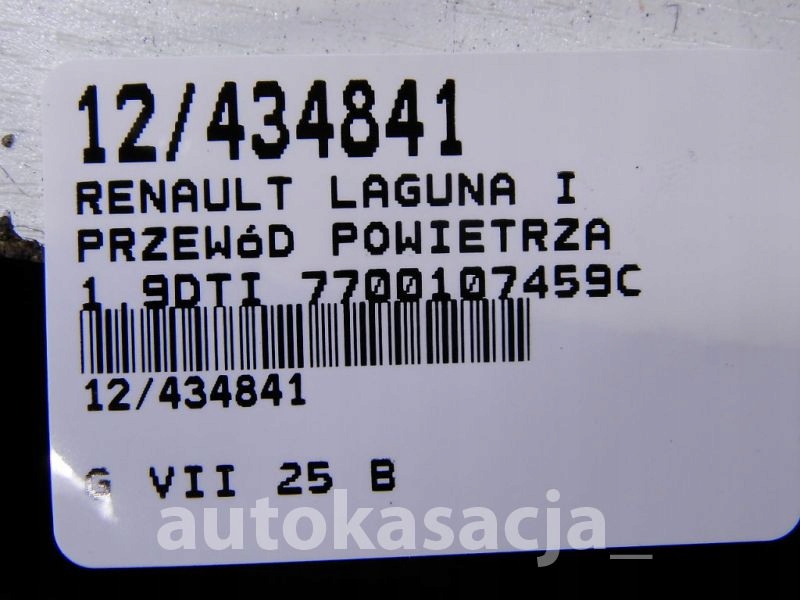 12/434841
RENAULT LAGUNA I
PRZEWóD POWIETRZA
1.9DTI 7700107459C
12/434841
G VII 25 B
autokasacja_